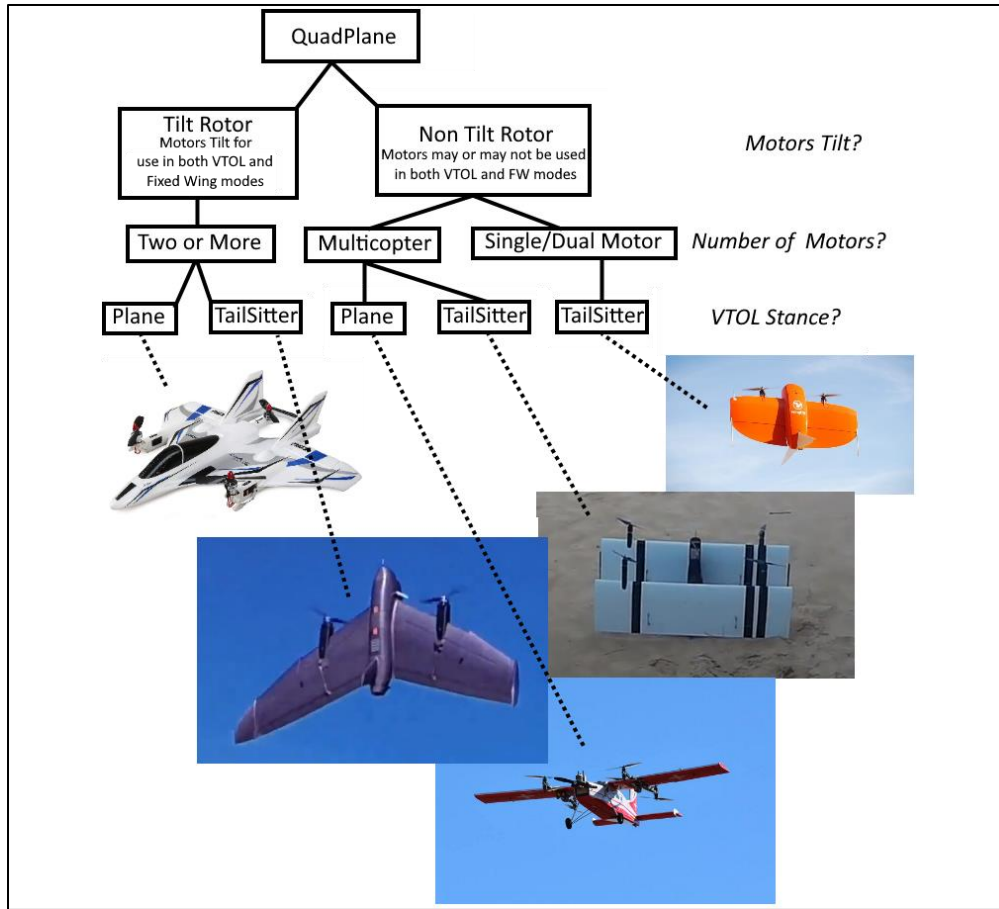 QuadPlane
Tilt Rotor
Motors Tilt for
use in both VTOL and
Fixed Wing modes
Non Tilt Rotor
Motors may or may not be used
in both VTOL and FW modes
Motors Tilt?
Two or More
Multicopter
Single/Dual Motor
Number of Motors?
Plane
TailSitter
Plane
TailSitter
TailSitter
VTOL Stance?